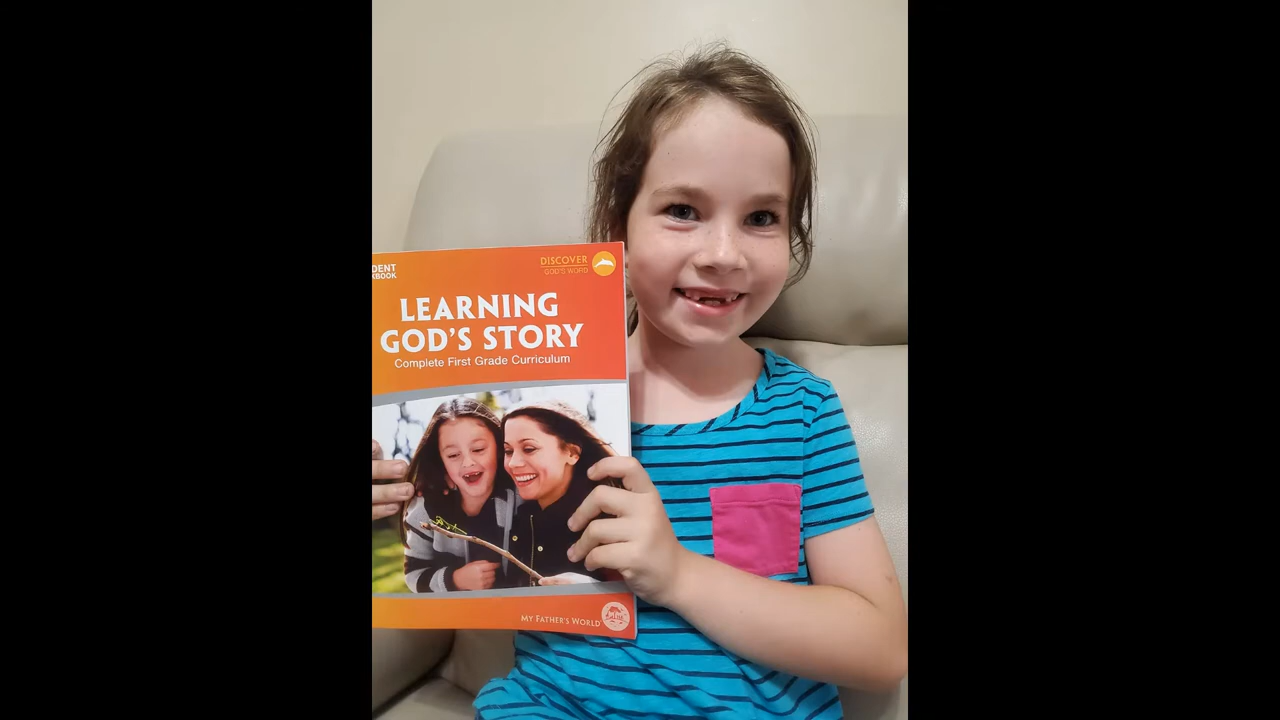 DENT
KBOOK
DISCOVER
GOD'S WORD
LEARNING
GOD'S STORY
Complete First Grade Curriculum
MY FATHER'S WORLD